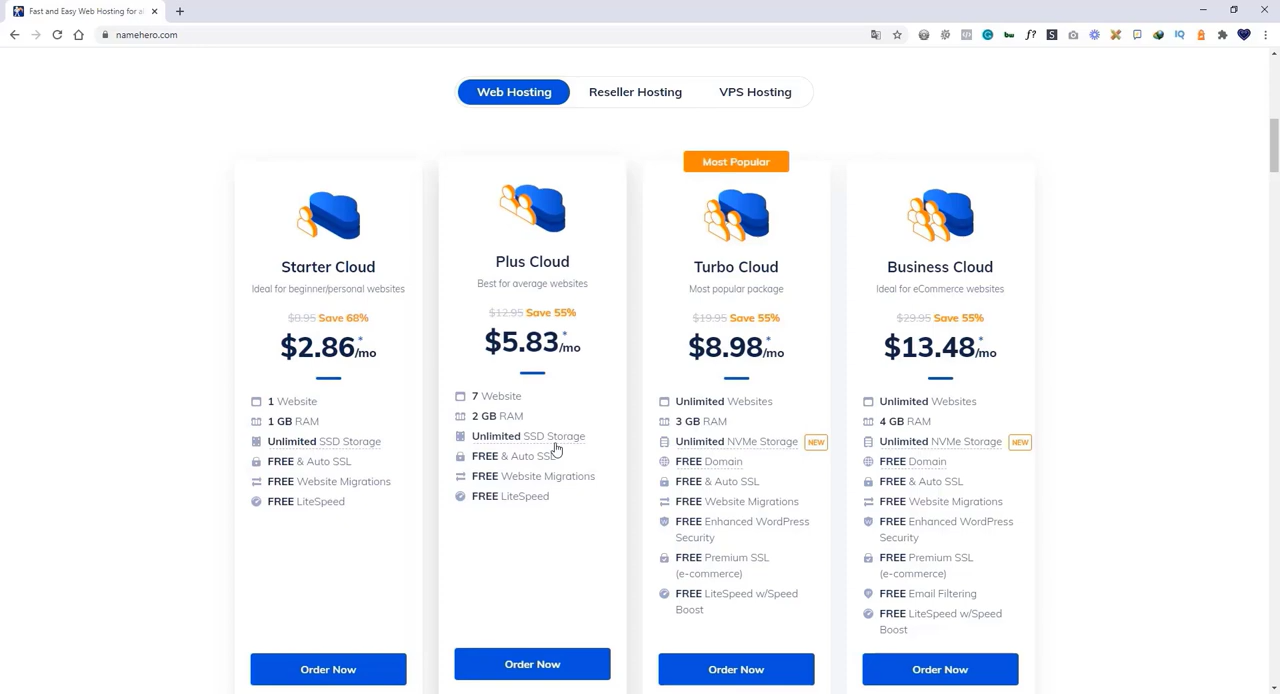 Fast and Easy Web Hosting for al
namehero.com
Web Hosting
Reseller Hosting
VPS Hosting
Most Popular
Starter Cloud
Ideal for beginner/personal websites
$8.95 Save 68%
$2.86*/mo
1 Website
1 GB RAM
Unlimited SSD Storage
FREE & Auto SSL
FREE Website Migrations
FREE LiteSpeed
Order Now
Plus Cloud
Best for average websites
$12.95 Save 55%
$5.83*/mo
7 Website
2 GB RAM
Unlimited SSD Storage
FREE & Auto SSL
FREE Website Migrations
FREE LiteSpeed
Order Now
Turbo Cloud
Most popular package
$19.95 Save 55%
$8.98*/mo
Unlimited Websites
3 GB RAM
Unlimited NVMe Storage NEW
FREE Domain
FREE & Auto SSL
FREE Website Migrations
FREE Enhanced WordPress
Security
FREE Premium SSL
(e-commerce)
FREE LiteSpeed w/Speed
Boost
Order Now
Business Cloud
Ideal for eCommerce websites
$29.95 Save 55%
$13.48*/mo
Unlimited Websites
4 GB RAM
Unlimited NVMe Storage NEW
FREE Domain
FREE & Auto SSL
FREE Website Migrations
FREE Enhanced WordPress
Security
FREE Premium SSL
(e-commerce)
FREE Email Filtering
FREE LiteSpeed w/Speed
Boost
Order Now